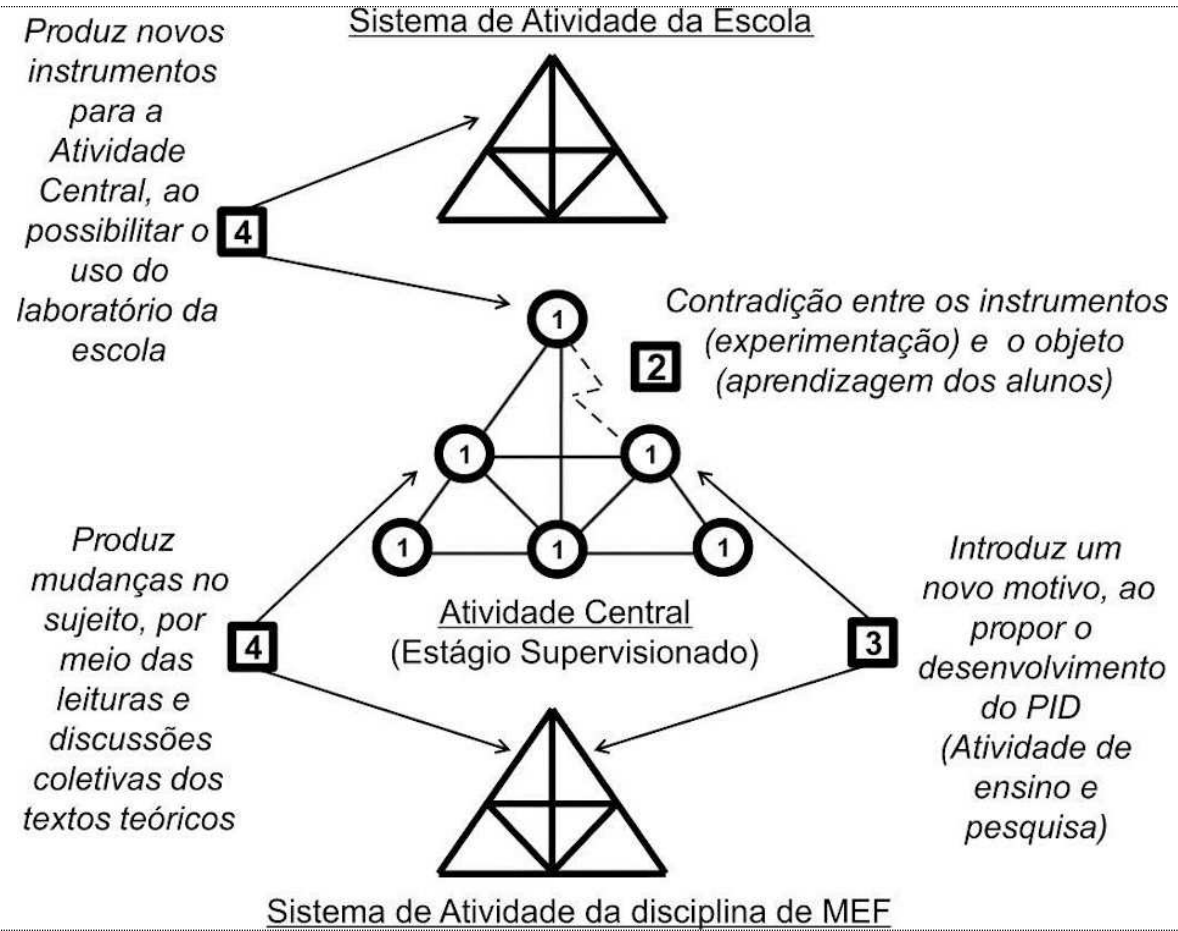 Sistema de Atividade da Escola
Produz novos
instrumentos
para a
Atividade
Central, ao
possibilitar o
uso do
laboratório da
escola
4
1
Contradição entre os instrumentos
(experimentação) e o objeto
(aprendizagem dos alunos)
2
1
1
1
1
1
Atividade Central
(Estágio Supervisionado)
Produz
mudanças no
sujeito, por
meio das
leituras e
discussões
coletivas dos
textos teóricos
4
3
Introduz um
novo motivo, ao
propor o
desenvolvimento
do PID
(Atividade de
ensino e
pesquisa)
Sistema de Atividade da disciplina de MEF